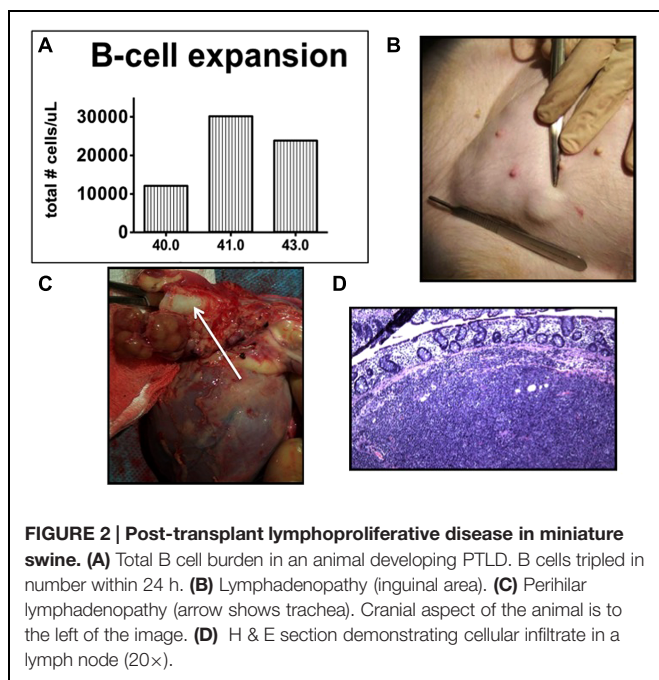 A
B-cell expansion
total # cells/uL
30000
20000
10000
0
40.0 41.0 43.0
B
C
D
FIGURE 2 | Post-transplant lymphoproliferative disease in miniature
swine. (A) Total B cell burden in an animal developing PTLD. B cells tripled in
number within 24 h. (B) Lymphadenopathy (inguinal area). (C) Perihilar
lymphadenopathy (arrow shows trachea). Cranial aspect of the animal is to
the left of the image. (D) H & E section demonstrating cellular infiltrate in a
lymph node (20×).